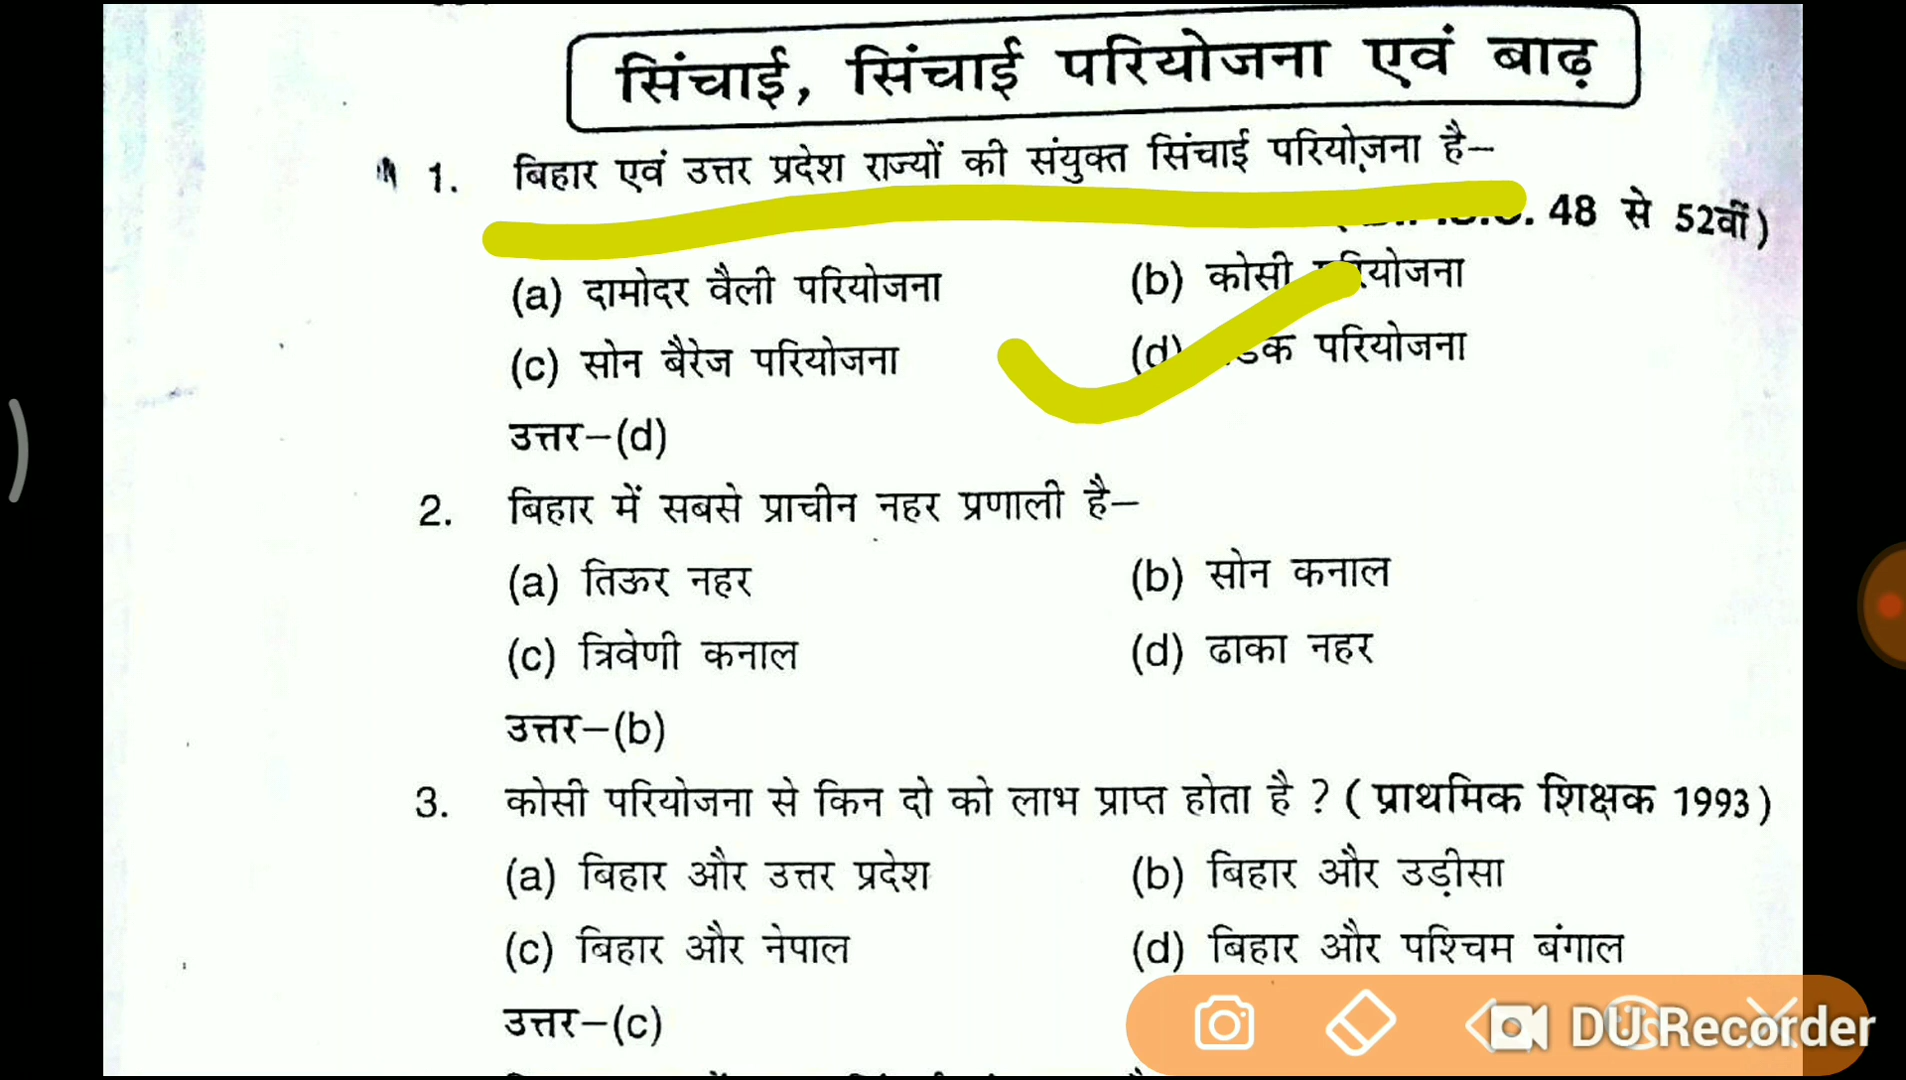 सिंचाई, सिंचाई परियोजना एवं बाढ़
1. बिहार एवं उत्तर प्रदेश राज्यों की संयुक्त सिंचाई परियोजना है–
48 से 52वीं)
(a) दामोदर वैली परियोजना (b) कोसी परियोजना
(c) सोन बैरेज परियोजना (d) परियोजना
उत्तर–(d)
2. बिहार में सबसे प्राचीन नहर प्रणाली है–
(a) तिऊर नहर (b) सोन कनाल
(c) त्रिवेणी कनाल (d) ढाका नहर
उत्तर–(b)
3. कोसी परियोजना से किन दो को लाभ प्राप्त होता है ? (प्राथमिक शिक्षक 1993)
(a) बिहार और उत्तर प्रदेश (b) बिहार और उड़ीसा
(c) बिहार और नेपाल (d) बिहार और पश्चिम बंगाल
उत्तर–(c)
DU Recorder